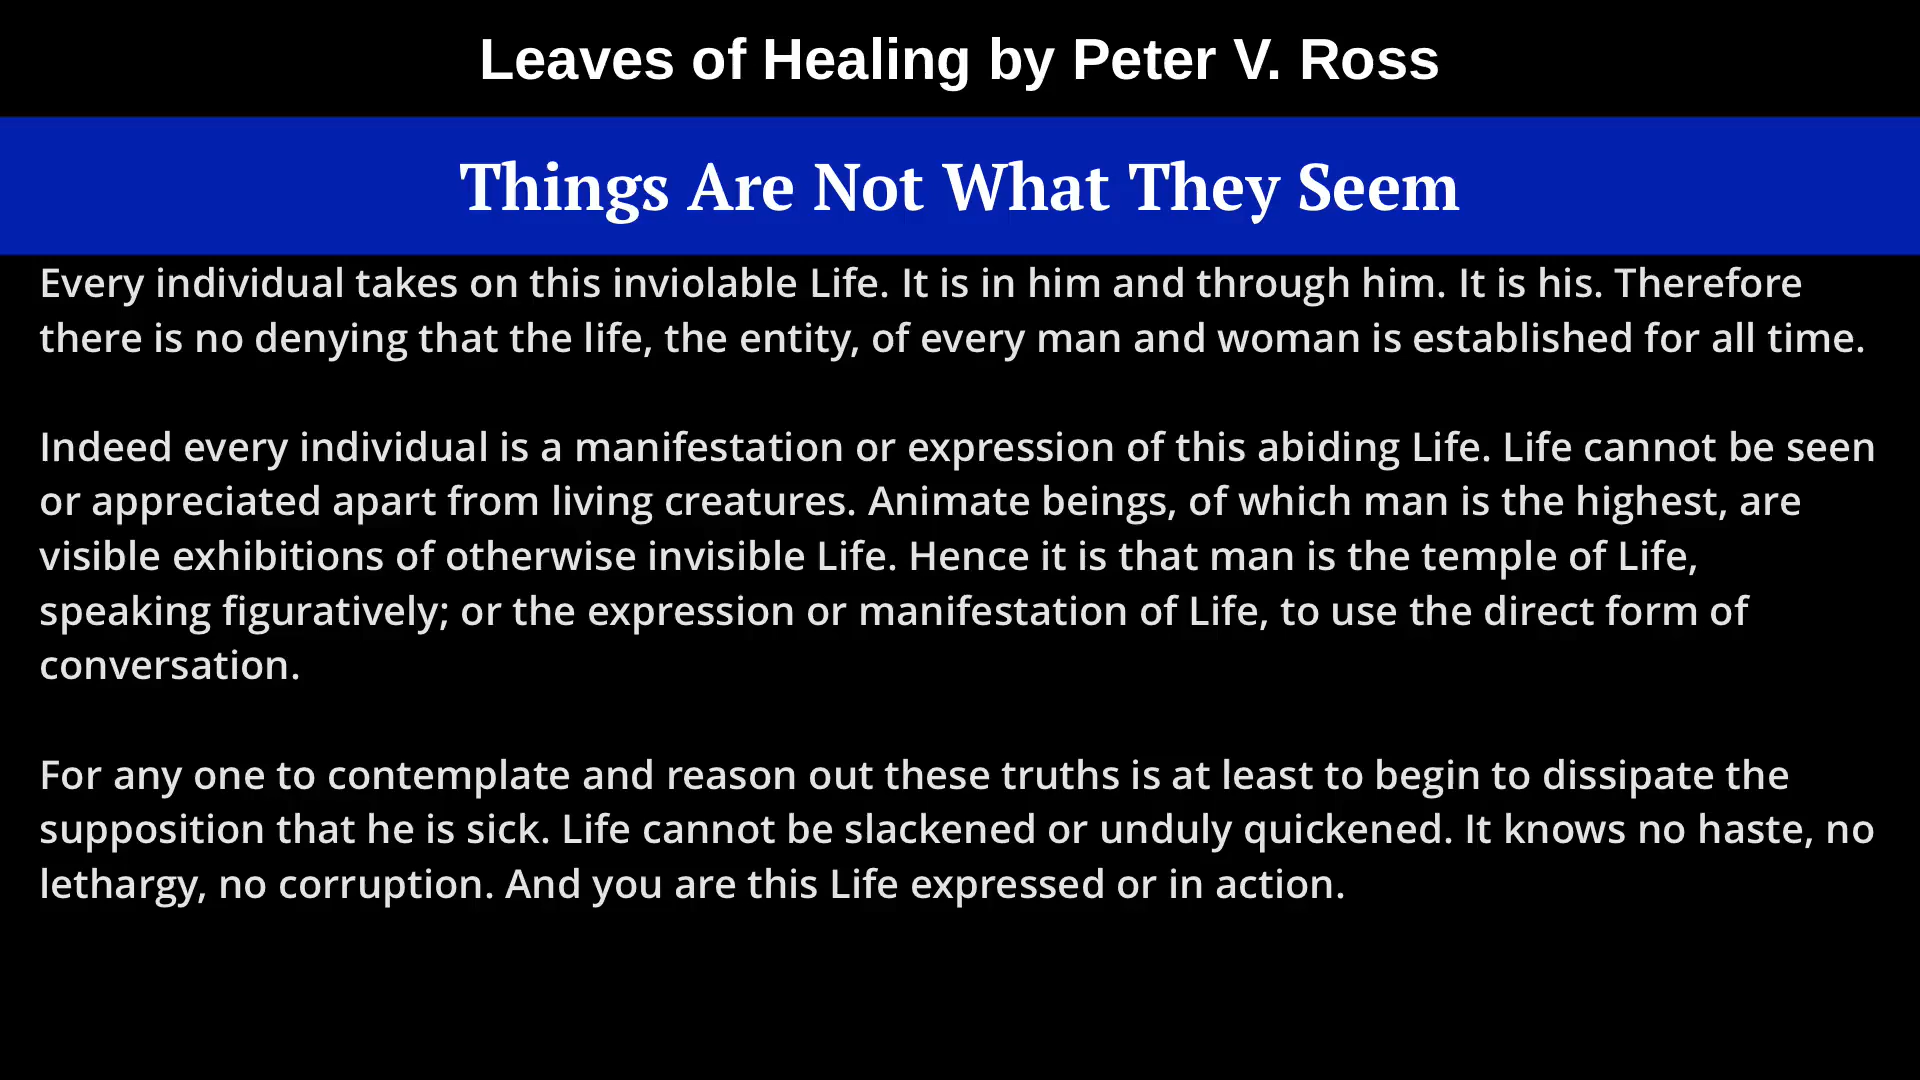 Leaves of Healing by Peter V. Ross
Things Are Not What They Seem
Every individual takes on this inviolable Life. It is in him and through him. It is his. Therefore
there is no denying that the life, the entity, of every man and woman is established for all time.
Indeed every individual is a manifestation or expression of this abiding Life. Life cannot be seen
or appreciated apart from living creatures. Animate beings, of which man is the highest, are
visible exhibitions of otherwise invisible Life. Hence it is that man is the temple of Life,
speaking figuratively; or the expression or manifestation of Life, to use the direct form of
conversation.
For any one to contemplate and reason out these truths is at least to begin to dissipate the
supposition that he is sick. Life cannot be slackened or unduly quickened. It knows no haste, no
lethargy, no corruption. And you are this Life expressed or in action.